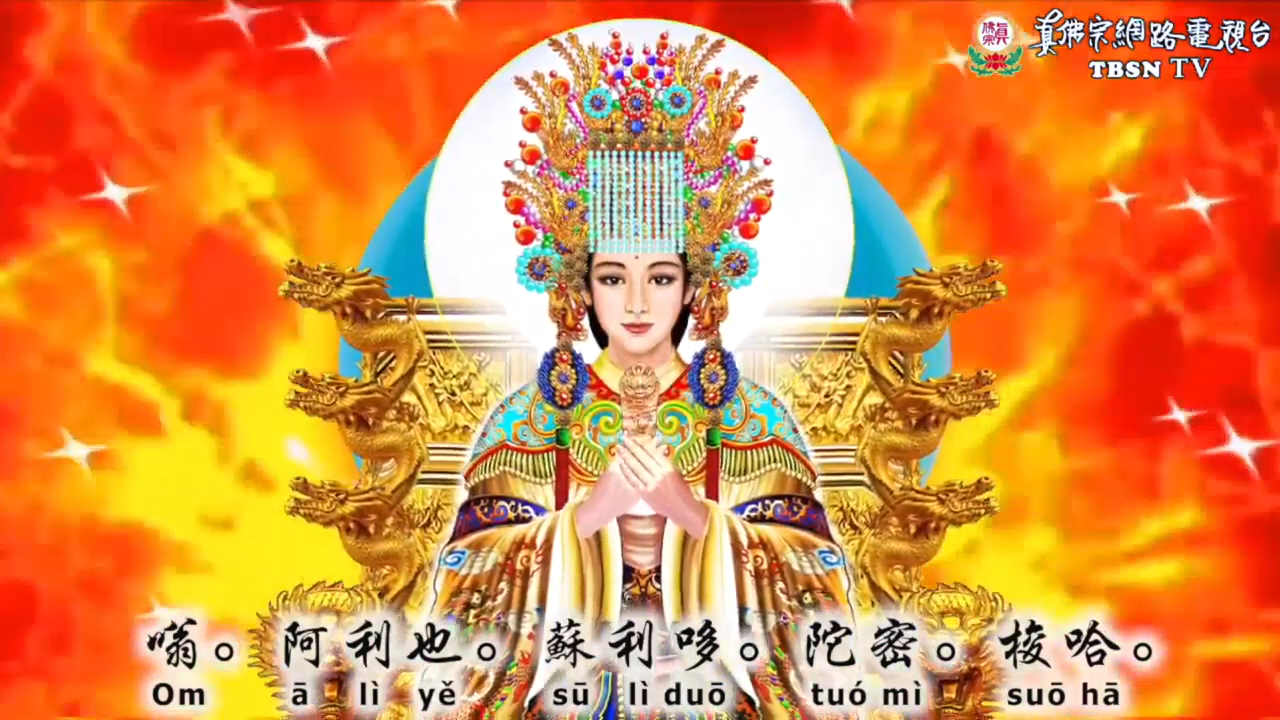 真佛宗網路電視台
TBSN TV
嗡。阿利也。蘇利哆。陀密。梭哈。
Om ā lì yě sū lì duō tuó mì suō hā